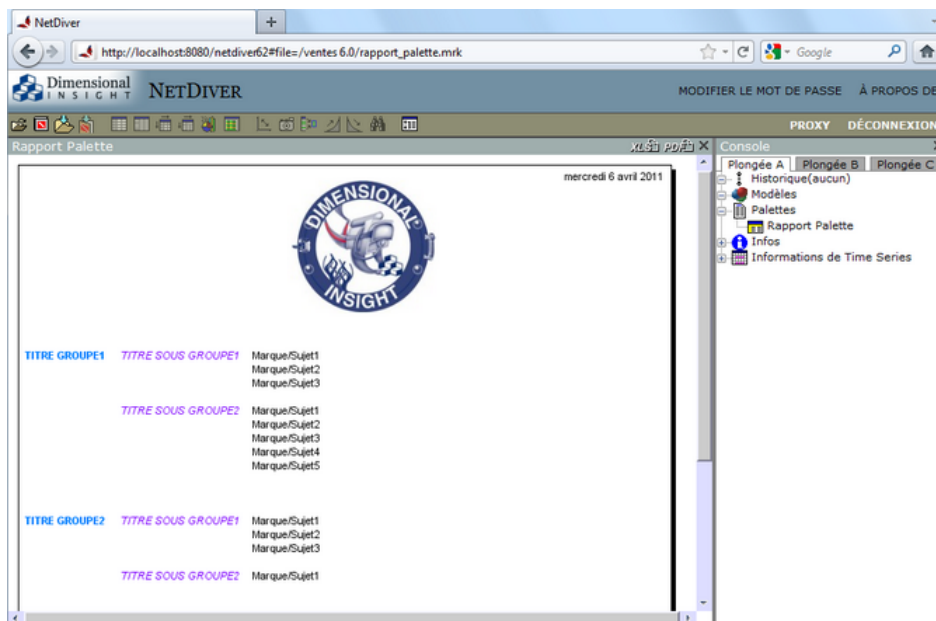 NetDiver
http://localhost:8080/netdiver62#file=/ventes 6.0/rapport_palette.mrk
Google
Dimensional
INSIGHT
NETDIVER
MODIFIER LE MOT DE PASSE À PROPOS DE
PROXY DÉCONNEXION
Rapport Palette
XLS PDF
Console
Plongée A Plongée B Plongée C
Historique(aucun)
Modèles
Palettes
Rapport Palette
Infos
Informations de Time Series
mercredi 6 avril 2011
DIMENSIONAL
INSIGHT
TITRE GROUPE1 TITRE SOUS GROUPE1 Marque/Sujet1
Marque/Sujet2
Marque/Sujet3
TITRE SOUS GROUPE2 Marque/Sujet1
Marque/Sujet2
Marque/Sujet3
Marque/Sujet4
Marque/Sujet5
TITRE GROUPE2 TITRE SOUS GROUPE1 Marque/Sujet1
Marque/Sujet2
Marque/Sujet3
TITRE SOUS GROUPE2 Marque/Sujet1